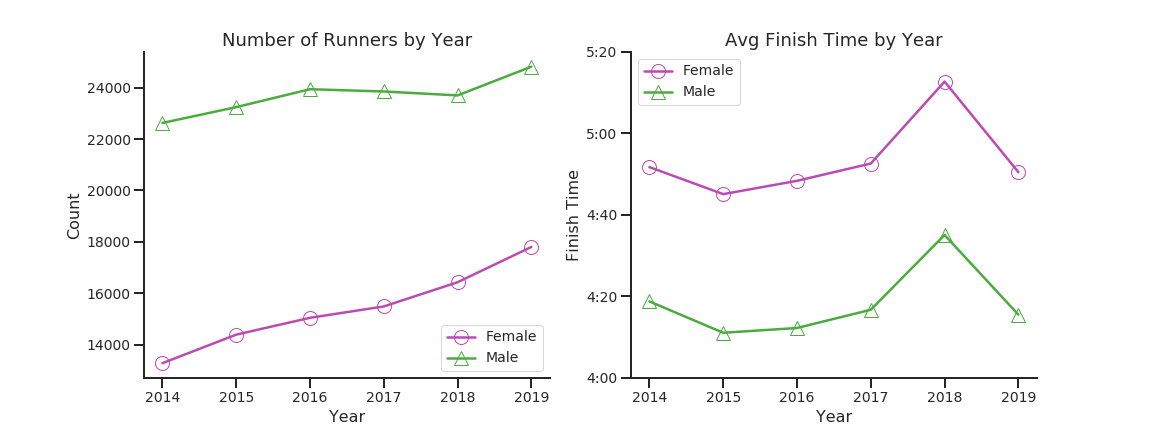 Number of Runners by Year
24000
22000
20000
18000
16000
14000
Count
Female
Male
2014 2015 2016 2017 2018 2019
Year
Avg Finish Time by Year
5:20
5:00
4:40
4:20
4:00
Finish Time
Female
Male
2014 2015 2016 2017 2018 2019
Year